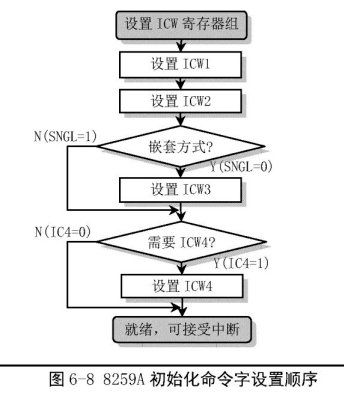 设置 ICW 寄存器组
设置 ICW1
设置 ICW2
N(SNGL=1)
嵌套方式?
Y(SNGL=0)
设置 ICW3
N(IC4=0)
需要 ICW4?
Y(IC4=1)
设置 ICW4
就绪，可接受中断
图 6-8 8259A 初始化命令字设置顺序